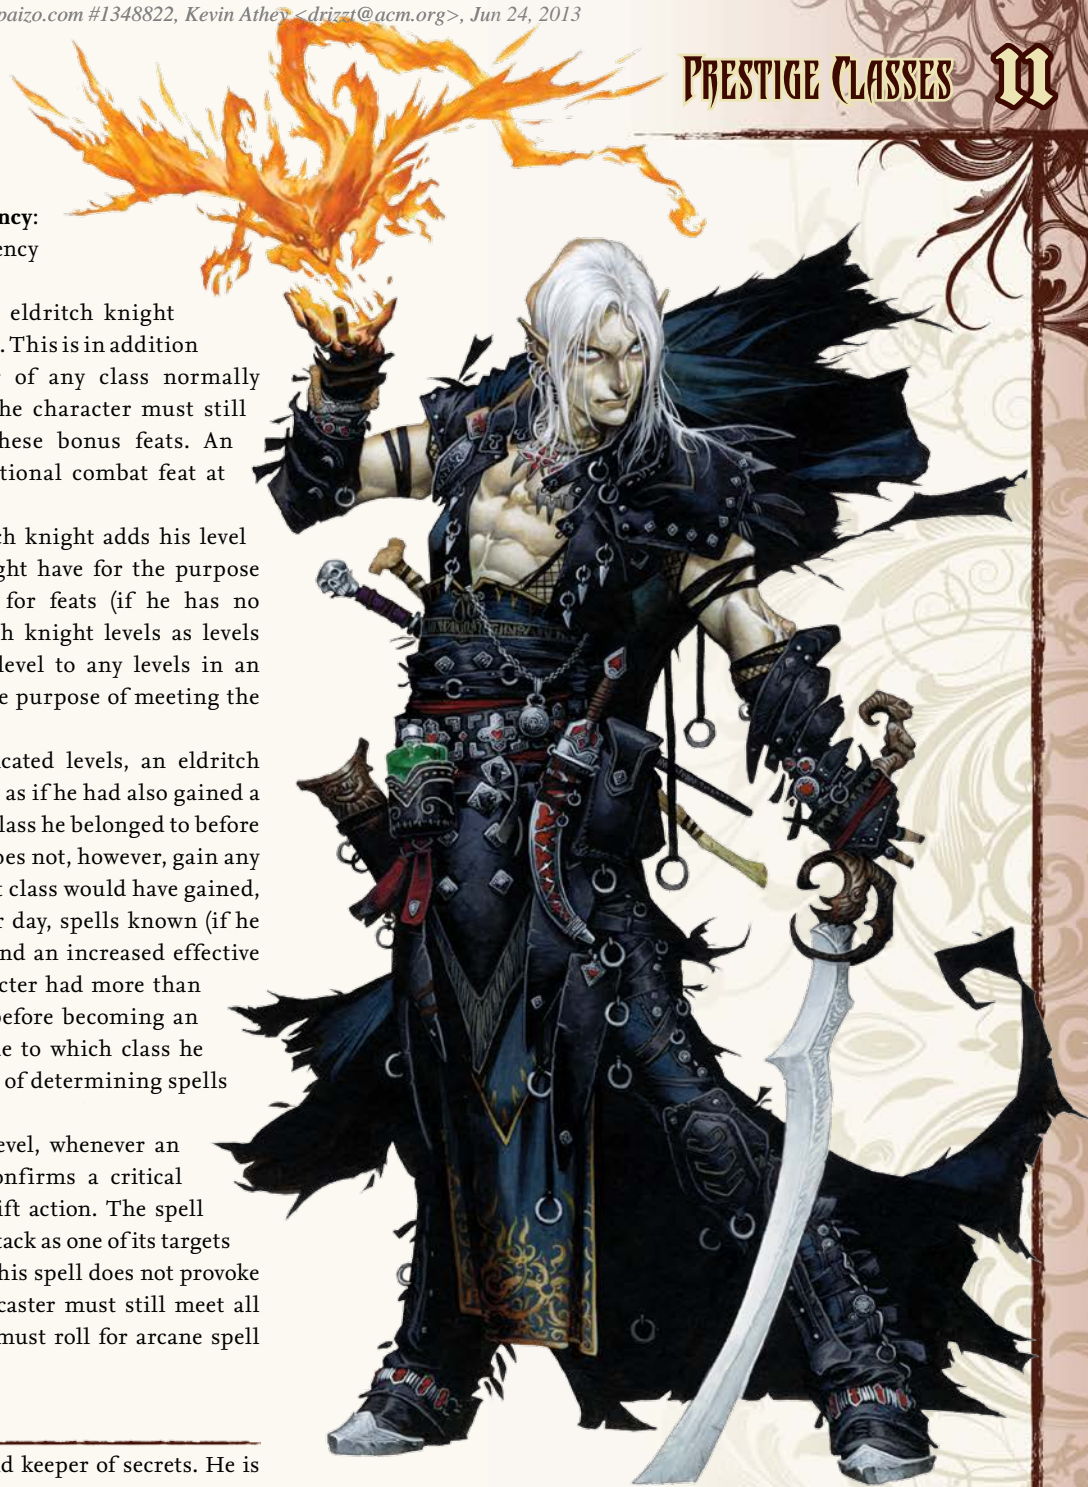 paizo.com #1348822, Kevin Athey <drizzt@acm.org>, Jun 24, 2013
Prestige Classes 11
ncy:
ency
eldritch knight
. This is in addition
of any class normally
he character must still
hese bonus feats. An
tional combat feat at
ch knight adds his level
ght have for the purpose
for feats (if he has no
h knight levels as levels
level to any levels in an
e purpose of meeting the
cated levels, an eldritch
as if he had also gained a
lass he belonged to before
oes not, however, gain any
t class would have gained,
r day, spells known (if he
nd an increased effective
cter had more than
before becoming an
e to which class he
of determining spells
evel, whenever an
onfirms a critical
ift action. The spell
tack as one of its targets
his spell does not provoke
caster must still meet all
must roll for arcane spell
d keeper of secrets. He is